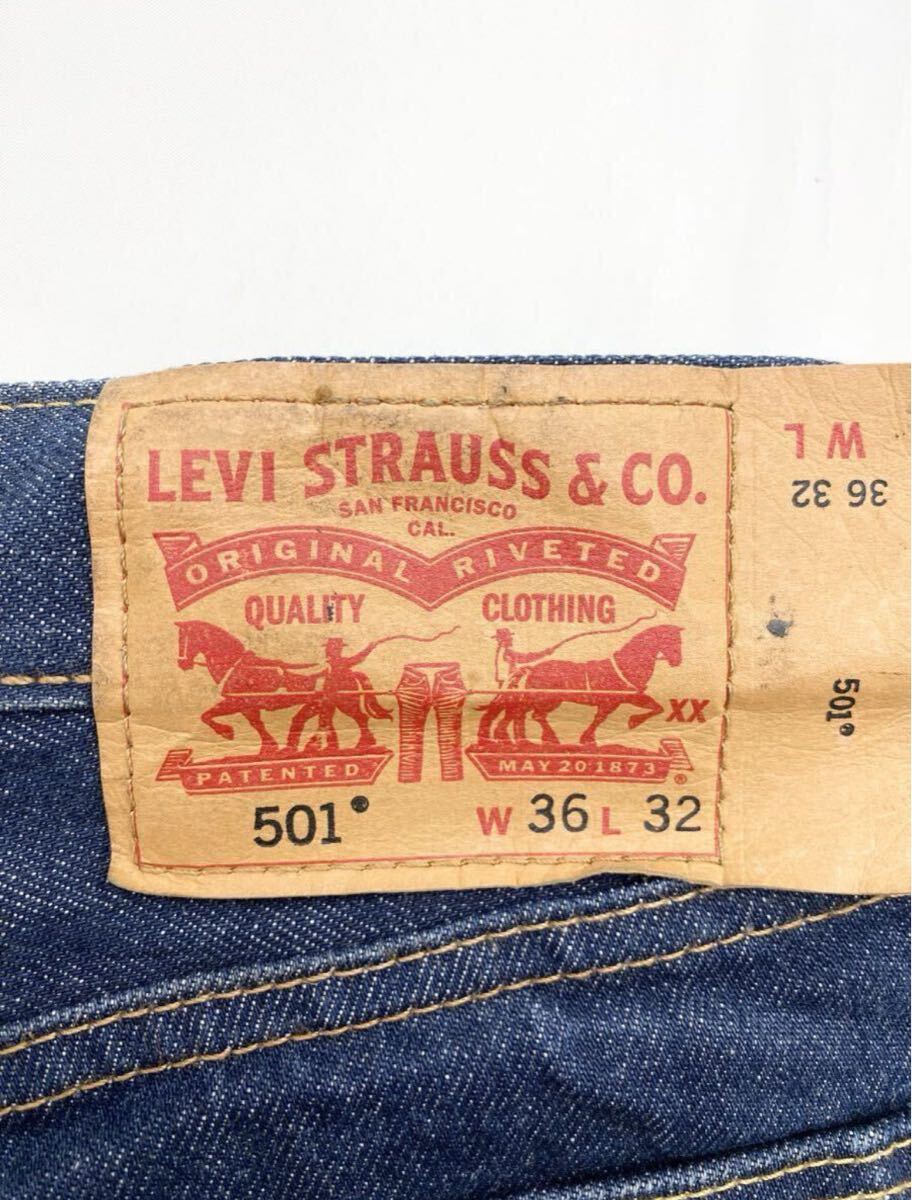 LEVI STRAUSS & CO.
SAN FRANCISCO
CAL.
ORIGINAL RIVETED
QUALITY CLOTHING
XX
PATENTED MAY 20 1873 ®
501® W 36 L 32
W L
36 32
501®